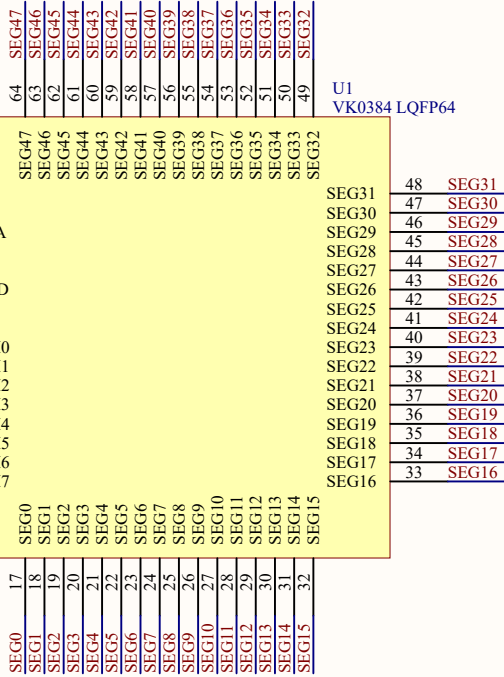 SEG47 SEG46 SEG45 SEG44 SEG43 SEG42 SEG41 SEG40 SEG39 SEG38 SEG37 SEG36 SEG35 SEG34 SEG33 SEG32
64 63 62 61 60 59 58 57 56 55 54 53 52 51 50 49
U1
VK0384 LQFP64
SEG47 SEG46 SEG45 SEG44 SEG43 SEG42 SEG41 SEG40 SEG39 SEG38 SEG37 SEG36 SEG35 SEG34 SEG33 SEG32
SEG31 48 SEG31
SEG30 47 SEG30
SEG29 46 SEG29
SEG28 45 SEG28
SEG27 44 SEG27
SEG26 43 SEG26
SEG25 42 SEG25
SEG24 41 SEG24
SEG23 40 SEG23
SEG22 39 SEG22
SEG21 38 SEG21
SEG20 37 SEG20
SEG19 36 SEG19
SEG18 35 SEG18
SEG17 34 SEG17
SEG16 33 SEG16
SEG0 SEG1 SEG2 SEG3 SEG4 SEG5 SEG6 SEG7 SEG8 SEG9 SEG10 SEG11 SEG12 SEG13 SEG14 SEG15
17 18 19 20 21 22 23 24 25 26 27 28 29 30 31 32
SEG0 SEG1 SEG2 SEG3 SEG4 SEG5 SEG6 SEG7 SEG8 SEG9 SEG10 SEG11 SEG12 SEG13 SEG14 SEG15